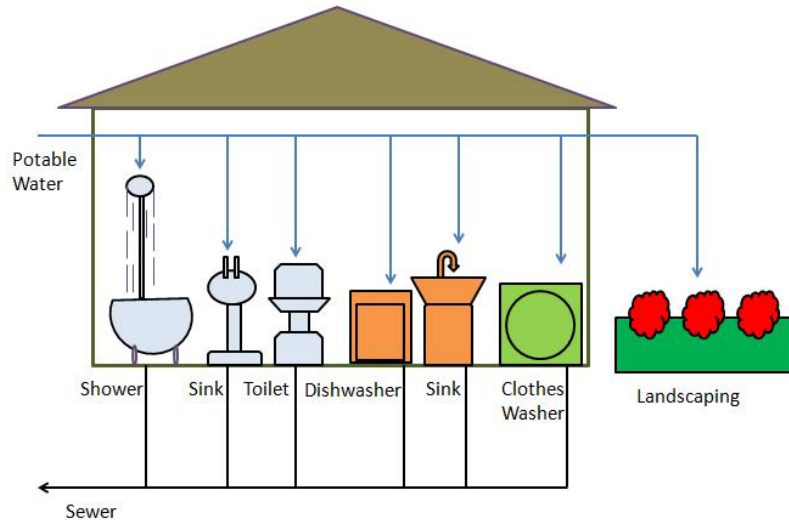 Potable
Water
Shower
Sink
Toilet
Dishwasher
Sink
Clothes
Washer
Landscaping
Sewer